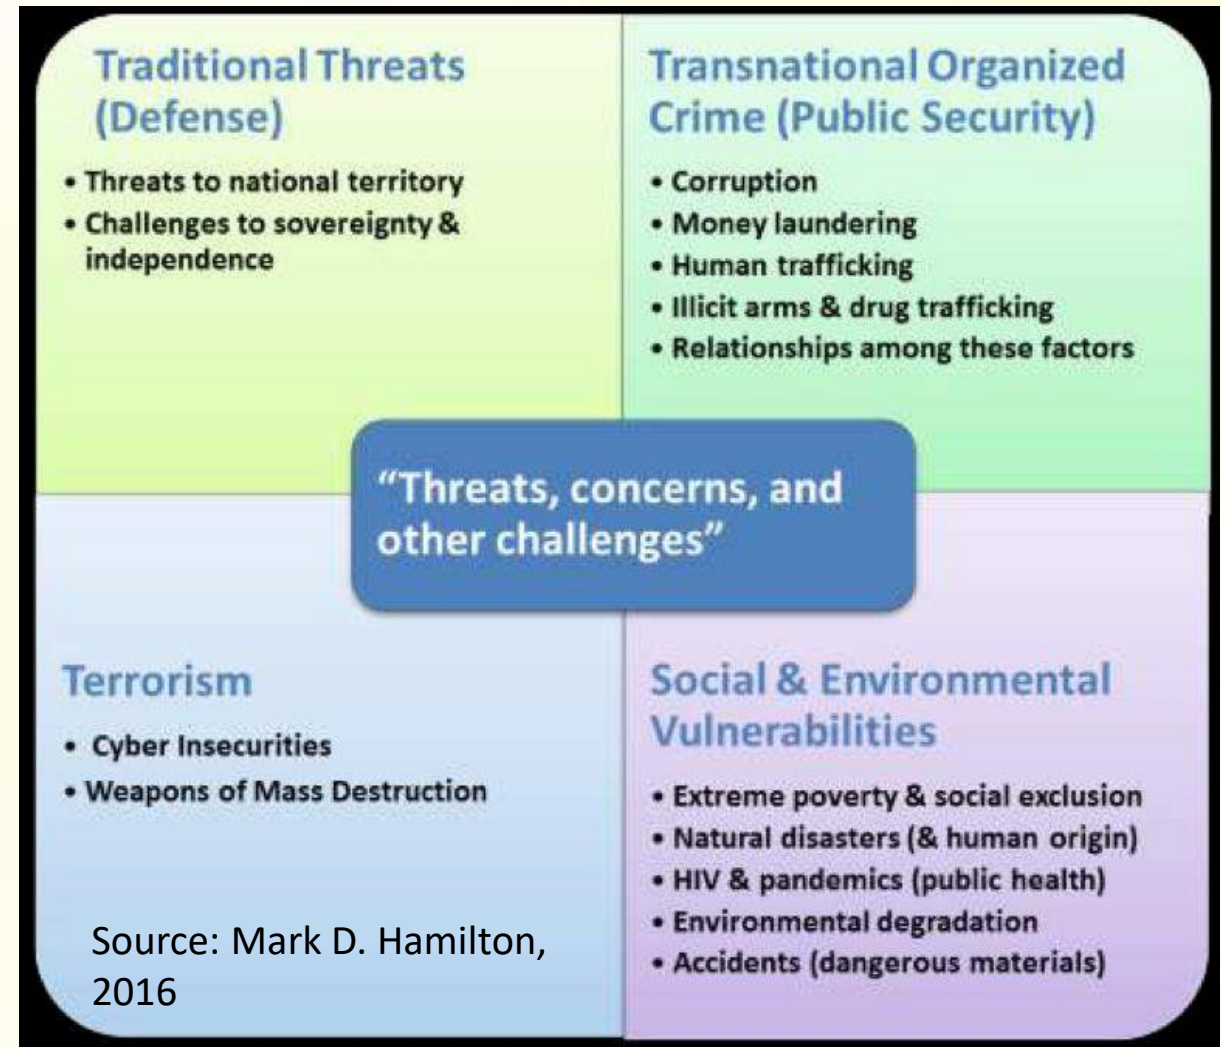 Traditional Threats
(Defense)
• Threats to national territory
• Challenges to sovereignty &
independence
Transnational Organized
Crime (Public Security)
• Corruption
• Money laundering
• Human trafficking
• Illicit arms & drug trafficking
• Relationships among these factors
“Threats, concerns, and
other challenges”
Terrorism
• Cyber Insecurities
• Weapons of Mass Destruction
Source: Mark D. Hamilton,
2016
Social & Environmental
Vulnerabilities
• Extreme poverty & social exclusion
• Natural disasters (& human origin)
• HIV & pandemics (public health)
• Environmental degradation
• Accidents (dangerous materials)